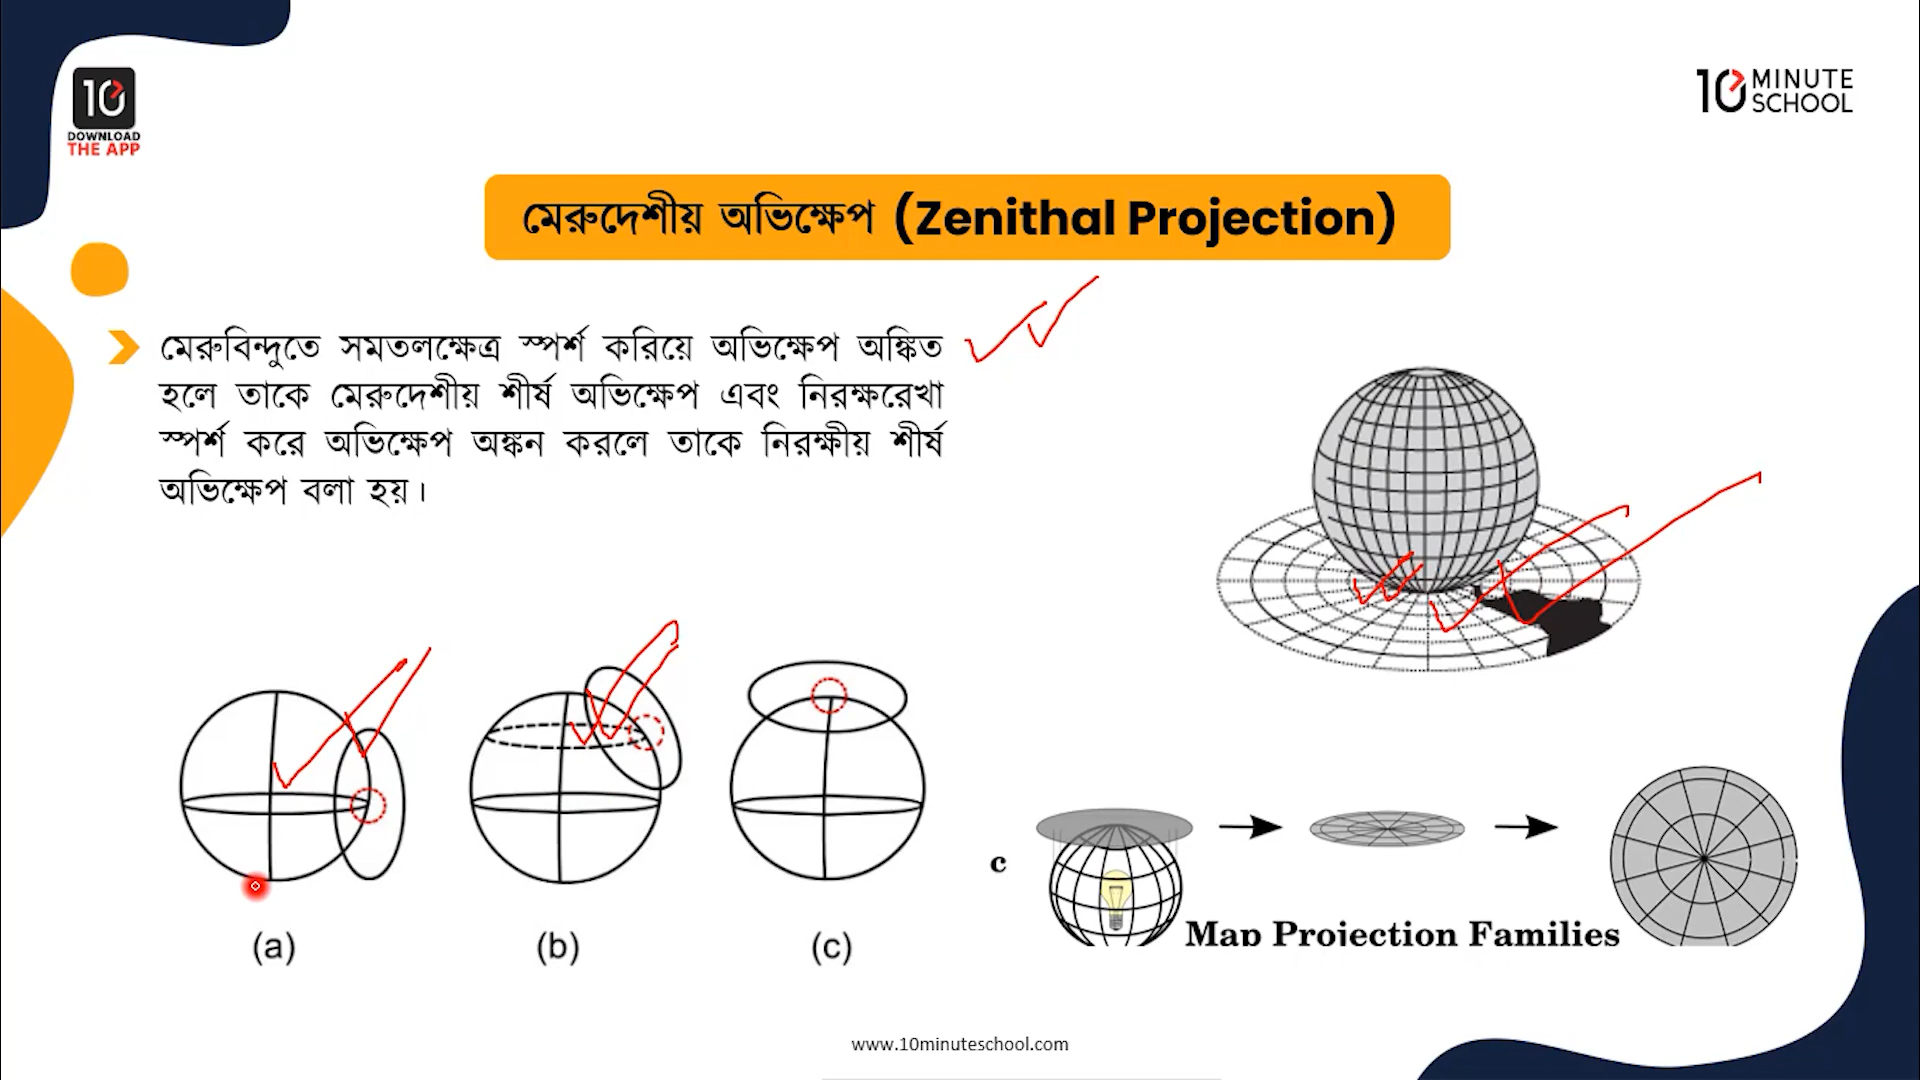 10
DOWNLOAD
THE APP
10 MINUTE
SCHOOL
মেরুদেশীয় অভিক্ষেপ (Zenithal Projection)
মেরুবিন্দুতে সমতলক্ষেত্র স্পর্শ করিয়ে অভিক্ষেপ অঙ্কিত
হলে তাকে মেরুদেশীয় শীর্ষ অভিক্ষেপ এবং নিরক্ষরেখা
স্পর্শ করে অভিক্ষেপ অঙ্কন করলে তাকে নিরক্ষীয় শীর্ষ
অভিক্ষেপ বলা হয়।
(a)
(b)
(c)
c
Map Projection Families
www.10minuteschool.com